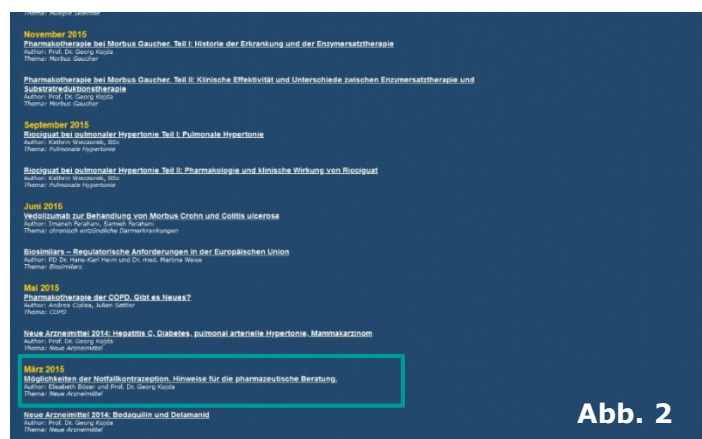 Thema: Multiple Sklerose
November 2015
Pharmakotherapie bei Morbus Gaucher. Teil I: Historie der Erkrankung und der Enzymersatztherapie
Author: Prof. Dr. Georg Kojda
Thema: Morbus Gaucher
Pharmakotherapie bei Morbus Gaucher. Teil II: Klinische Effektivität und Unterschiede zwischen Enzymersatztherapie und
Substratreduktionstherapie
Author: Prof. Dr. Georg Kojda
Thema: Morbus Gaucher
September 2015
Riociguat bei pulmonaler Hypertonie Teil I: Pulmonale Hypertonie
Author: Kathrin Wieczorek, BSc
Thema: Pulmonale Hypertonie
Riociguat bei pulmonaler Hypertonie Teil II: Pharmakologie und klinische Wirkung von Riociguat
Author: Kathrin Wieczorek, BSc
Thema: Pulmonale Hypertonie
Juni 2015
Vedolizumab zur Behandlung von Morbus Crohn und Colitis ulcerosa
Author: Imaneh Farahani, Sameh Farahani
Thema: chronisch entzündliche Darmerkrankungen
Biosimilars – Regulatorische Anforderungen in der Europäischen Union
Author: PD Dr. Hans-Karl Heim und Dr. med. Martina Weise
Thema: Biosimilars
Mai 2015
Pharmakotherapie der COPD. Gibt es Neues?
Author: Andrea Ciplea, Julian Sattler
Thema: COPD
Neue Arzneimittel 2014: Hepatitis C, Diabetes, pulmonal arterielle Hypertonie, Mammakarzinom
Author: Prof. Dr. Georg Kojda
Thema: Neue Arzneimittel
März 2015
Möglichkeiten der Notfallkontrazeption. Hinweise für die pharmazeutische Beratung.
Author: Elisabeth Böser und Prof. Dr. Georg Kojda
Thema: Neue Arzneimittel
Neue Arzneimittel 2014: Bedaquilin und Delamanid
Author: Prof. Dr. Georg Kojda
Thema: Neue Arzneimittel
Abb. 2